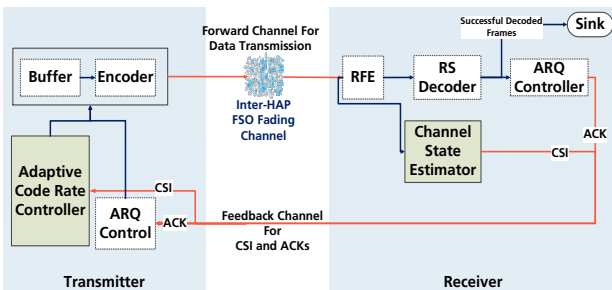 Forward Channel For
Data Transmission
Successful Decoded
Frames
Sink
Buffer
Encoder
Inter-HAP
FSO Fading
Channel
RFE
RS
Decoder
ARQ
Controller
ACK
Channel
State
Estimator
CSI
Adaptive
Code Rate
Controller
CSI
ARQ
Control
ACK
Feedback Channel
For
CSI and ACKs
Transmitter
Receiver